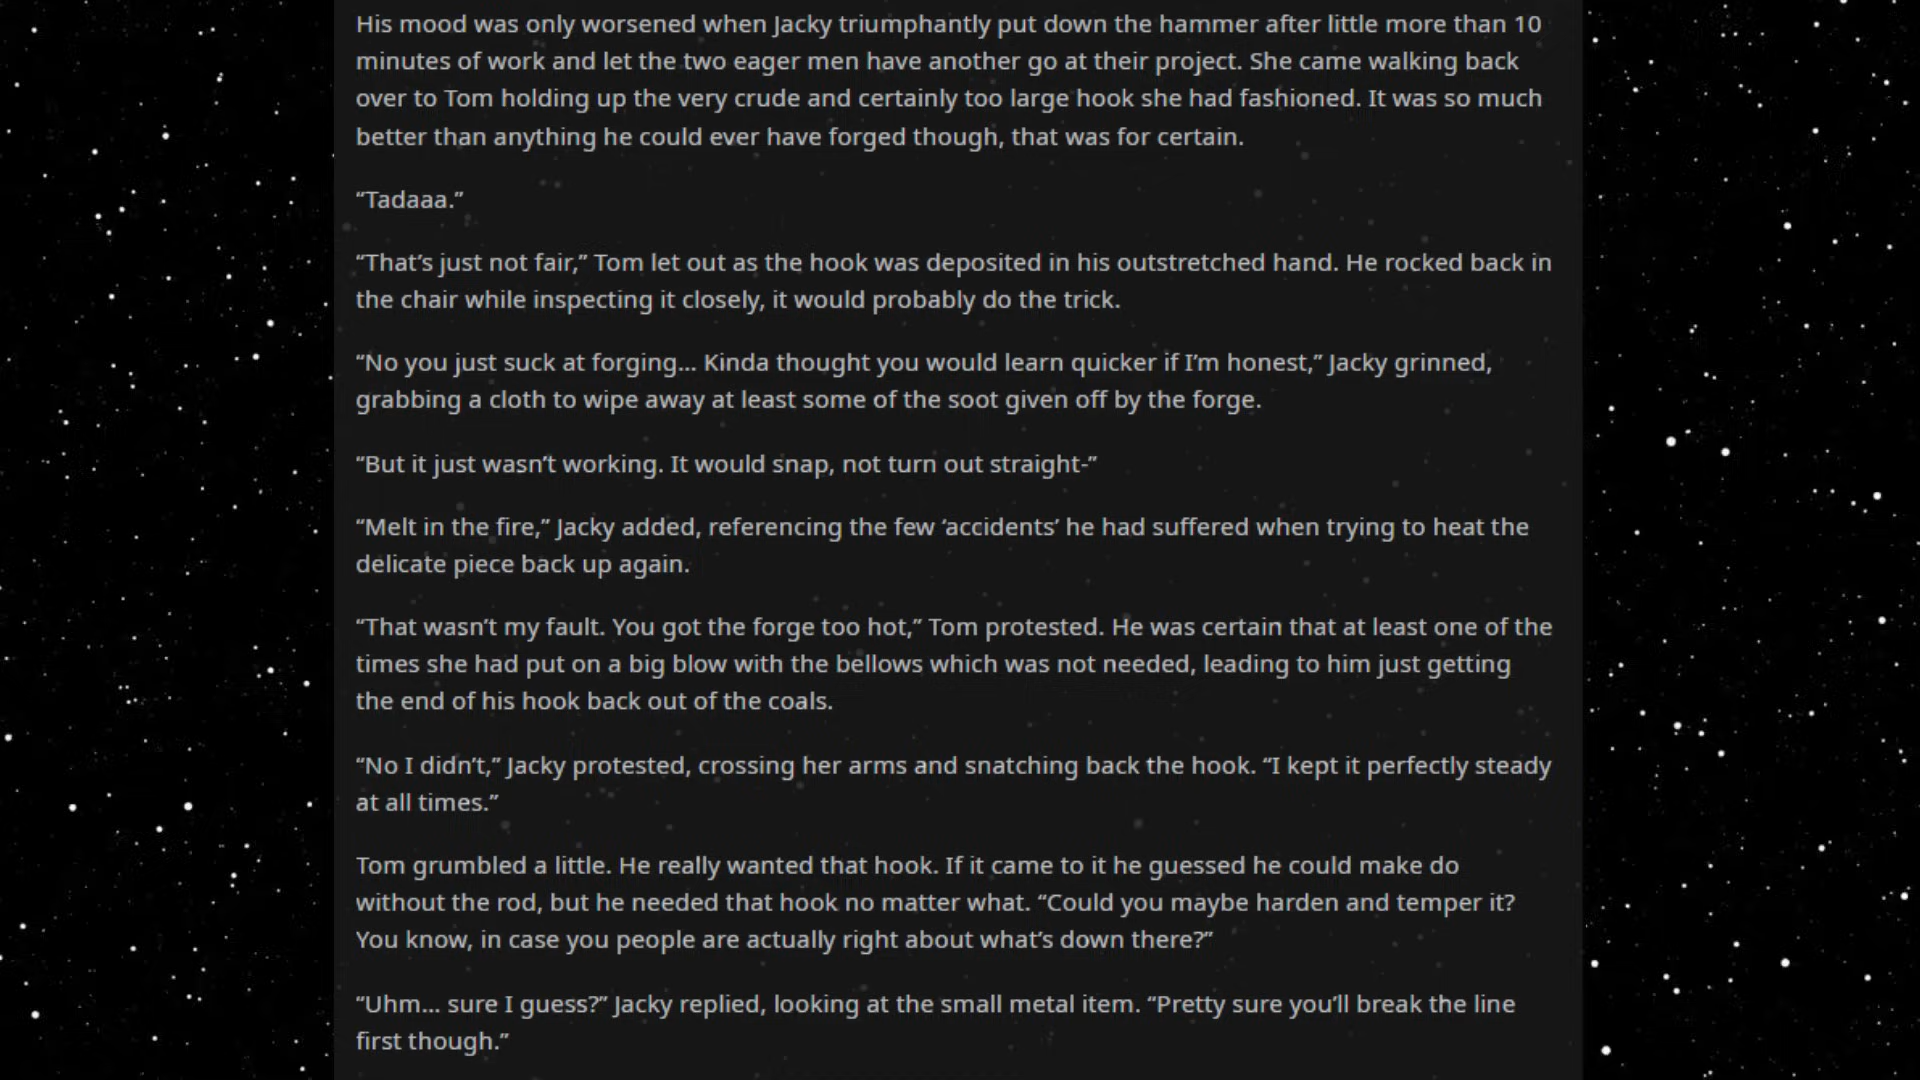 His mood was only worsened when Jacky triumphantly put down the hammer after little more than 10
minutes of work and let the two eager men have another go at their project. She came walking back
over to Tom holding up the very crude and certainly too large hook she had fashioned. It was so much
better than anything he could ever have forged though, that was for certain.
“Tadaaa.”
“That’s just not fair,” Tom let out as the hook was deposited in his outstretched hand. He rocked back in
the chair while inspecting it closely, it would probably do the trick.
“No you just suck at forging... Kinda thought you would learn quicker if I’m honest,” Jacky grinned,
grabbing a cloth to wipe away at least some of the soot given off by the forge.
“But it just wasn’t working. It would snap, not turn out straight-”
“Melt in the fire,” Jacky added, referencing the few ‘accidents’ he had suffered when trying to heat the
delicate piece back up again.
“That wasn’t my fault. You got the forge too hot,” Tom protested. He was certain that at least one of the
times she had put on a big blow with the bellows which was not needed, leading to him just getting
the end of his hook back out of the coals.
“No I didn’t,” Jacky protested, crossing her arms and snatching back the hook. “I kept it perfectly steady
at all times.”
Tom grumbled a little. He really wanted that hook. If it came to it he guessed he could make do
without the rod, but he needed that hook no matter what. “Could you maybe harden and temper it?
You know, in case you people are actually right about what’s down there?”
“Uhm... sure I guess?” Jacky replied, looking at the small metal item. “Pretty sure you’ll break the line
first though.”